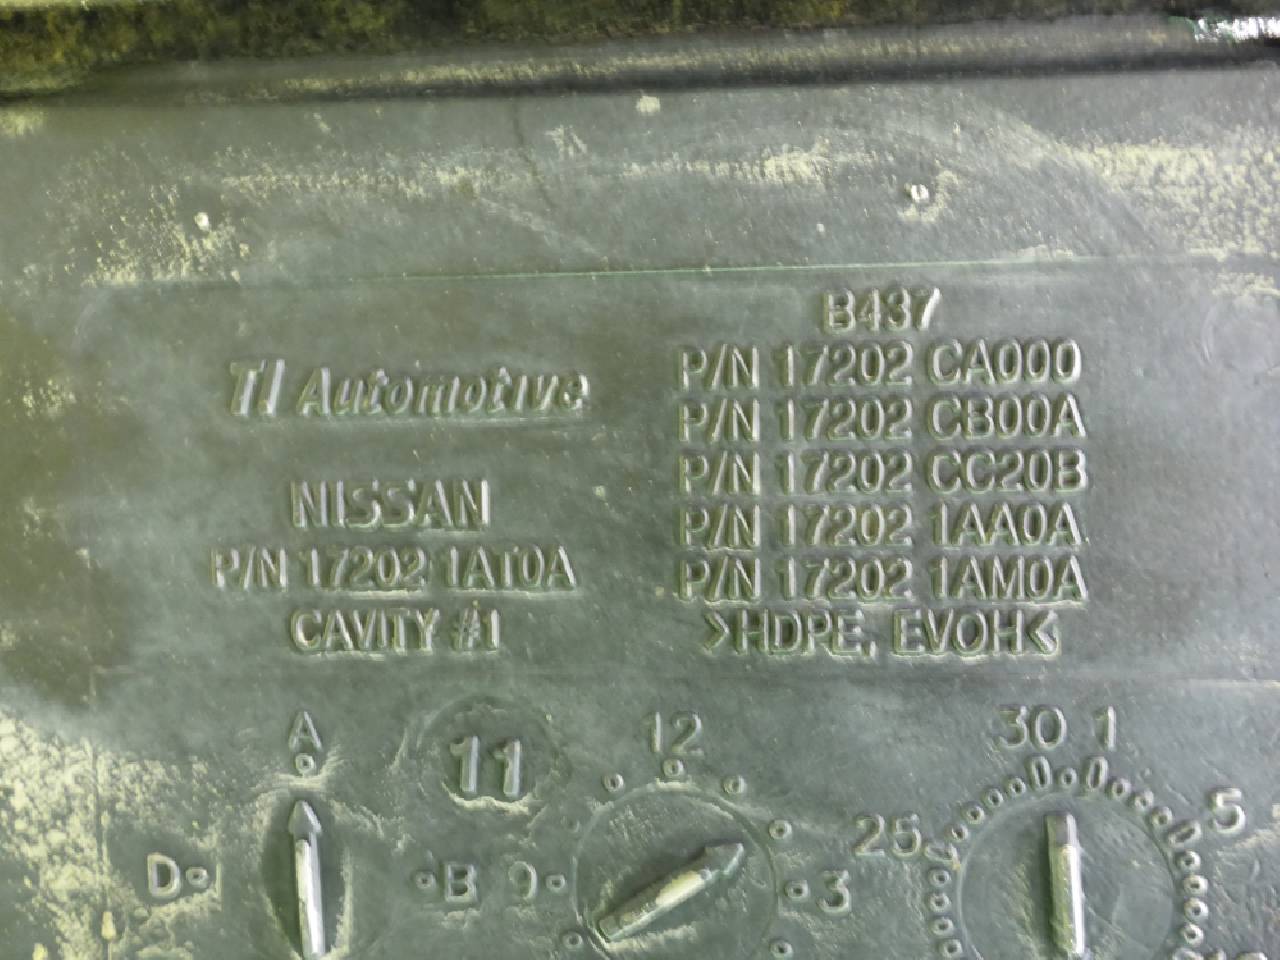 TI Automotive
NISSAN
P/N 17202 1AT0A
CAVITY #1
B437
P/N 17202 CA000
P/N 17202 CB00A
P/N 17202 CC20B
P/N 17202 1AA0A
P/N 17202 1AM0A
>HDPE, EVOH<
A
D
B
11
12
9
3
30 1
25
5